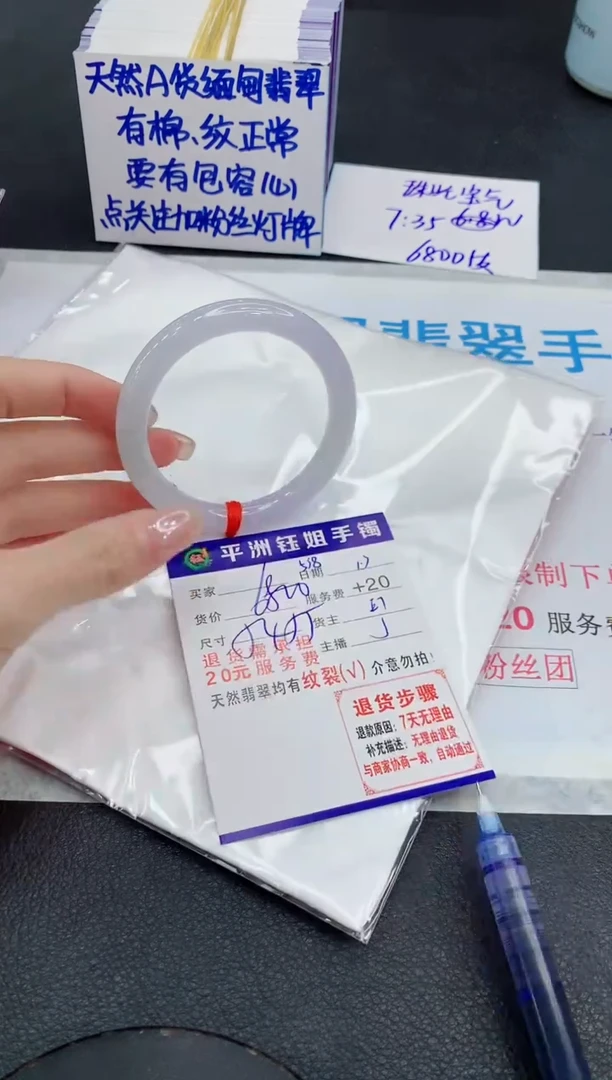 天然A货缅甸翡翠
有棉、纹正常
要有包容心
点关注加粉丝灯牌
7:35
翡翠手
平洲钰姐手镯
买家
日期
货价
服务费 +20
尺寸
货主
退货需承担
主播
20元服务费
天然翡翠均有纹裂(√)介意勿拍!
退货步骤
退款原因:7天无理由
补充描述:无理由退货
与商家协商一致,自动通过
制下
20 服务
粉丝团